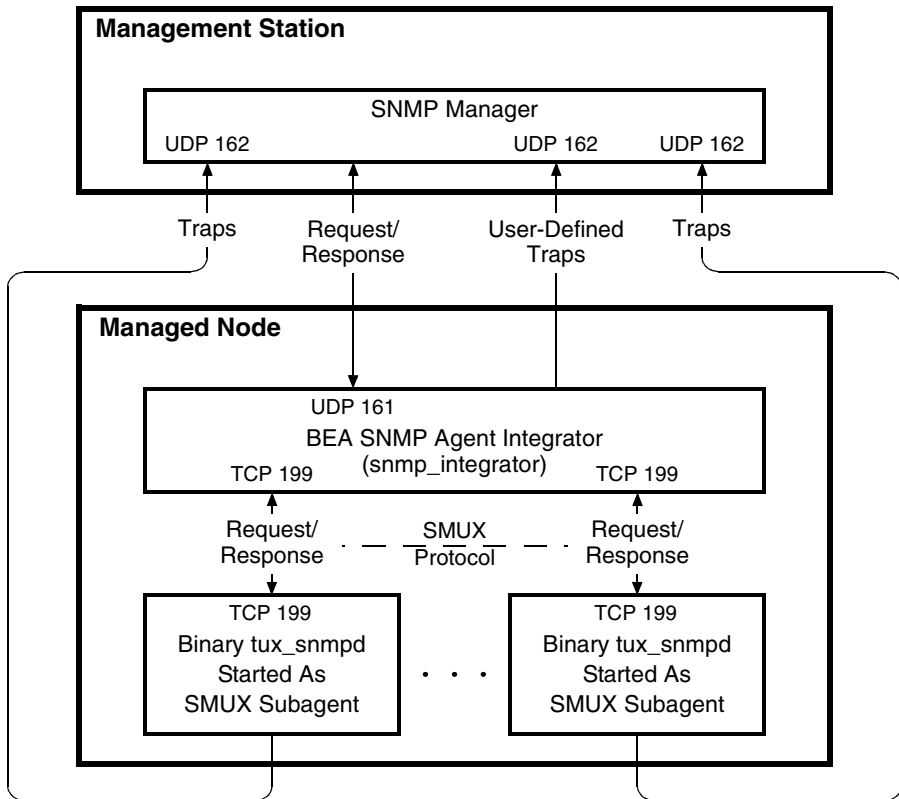 Management Station
SNMP Manager
UDP 162
UDP 162
UDP 162
Traps
Request/
Response
User-Defined
Traps
Traps
Managed Node
UDP 161
BEA SNMP Agent Integrator
(snmp_integrator)
TCP 199
TCP 199
Request/
Response
SMUX
Protocol
Request/
Response
TCP 199
Binary tux_snmpd
Started As
SMUX Subagent
. . .
TCP 199
Binary tux_snmpd
Started As
SMUX Subagent